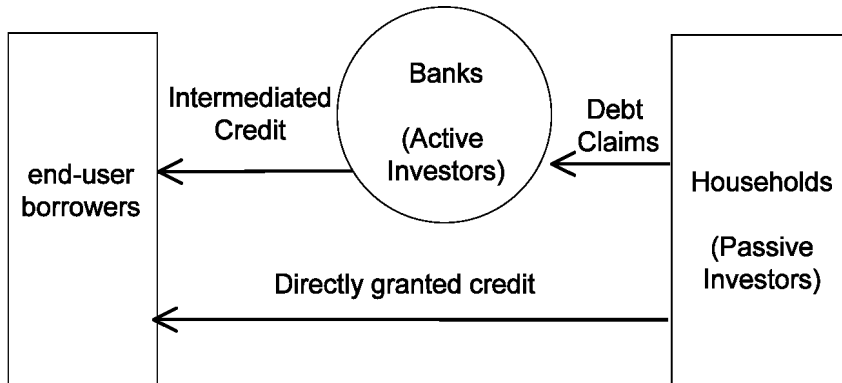 end-user
borrowers
Intermediated
Credit
Banks
(Active
Investors)
Debt
Claims
Households
(Passive
Investors)
Directly granted credit